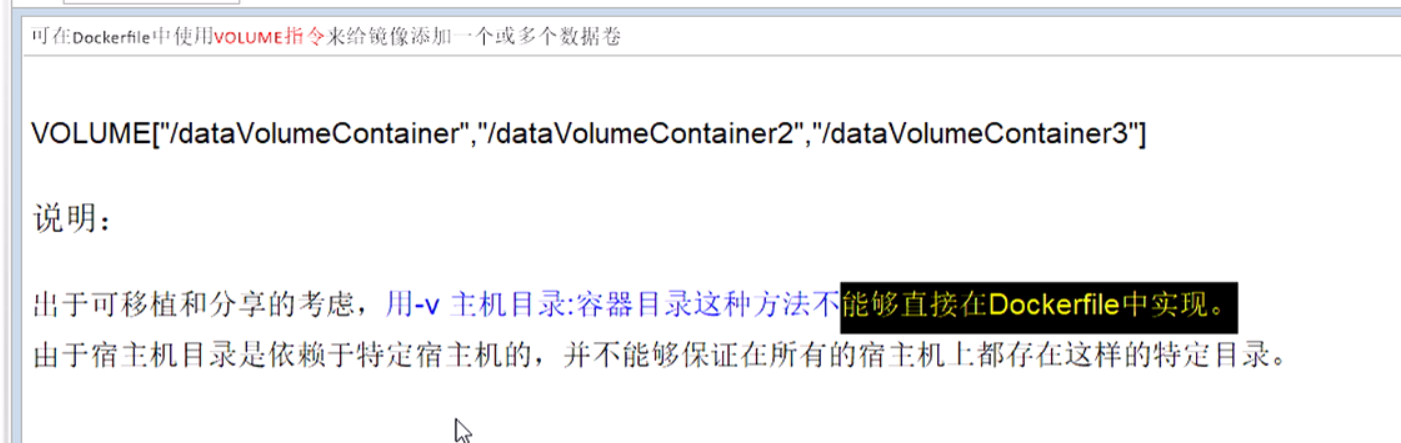 可在Dockerfile中使用VOLUME指令来给镜像添加一个或多个数据卷
VOLUME["/dataVolumeContainer","/dataVolumeContainer2","/dataVolumeContainer3"]
说明：
出于可移植和分享的考虑，用-v 主机目录:容器目录这种方法不能够直接在Dockerfile中实现。
由于宿主机目录是依赖于特定宿主机的，并不能够保证在所有的宿主机上都存在这样的特定目录。